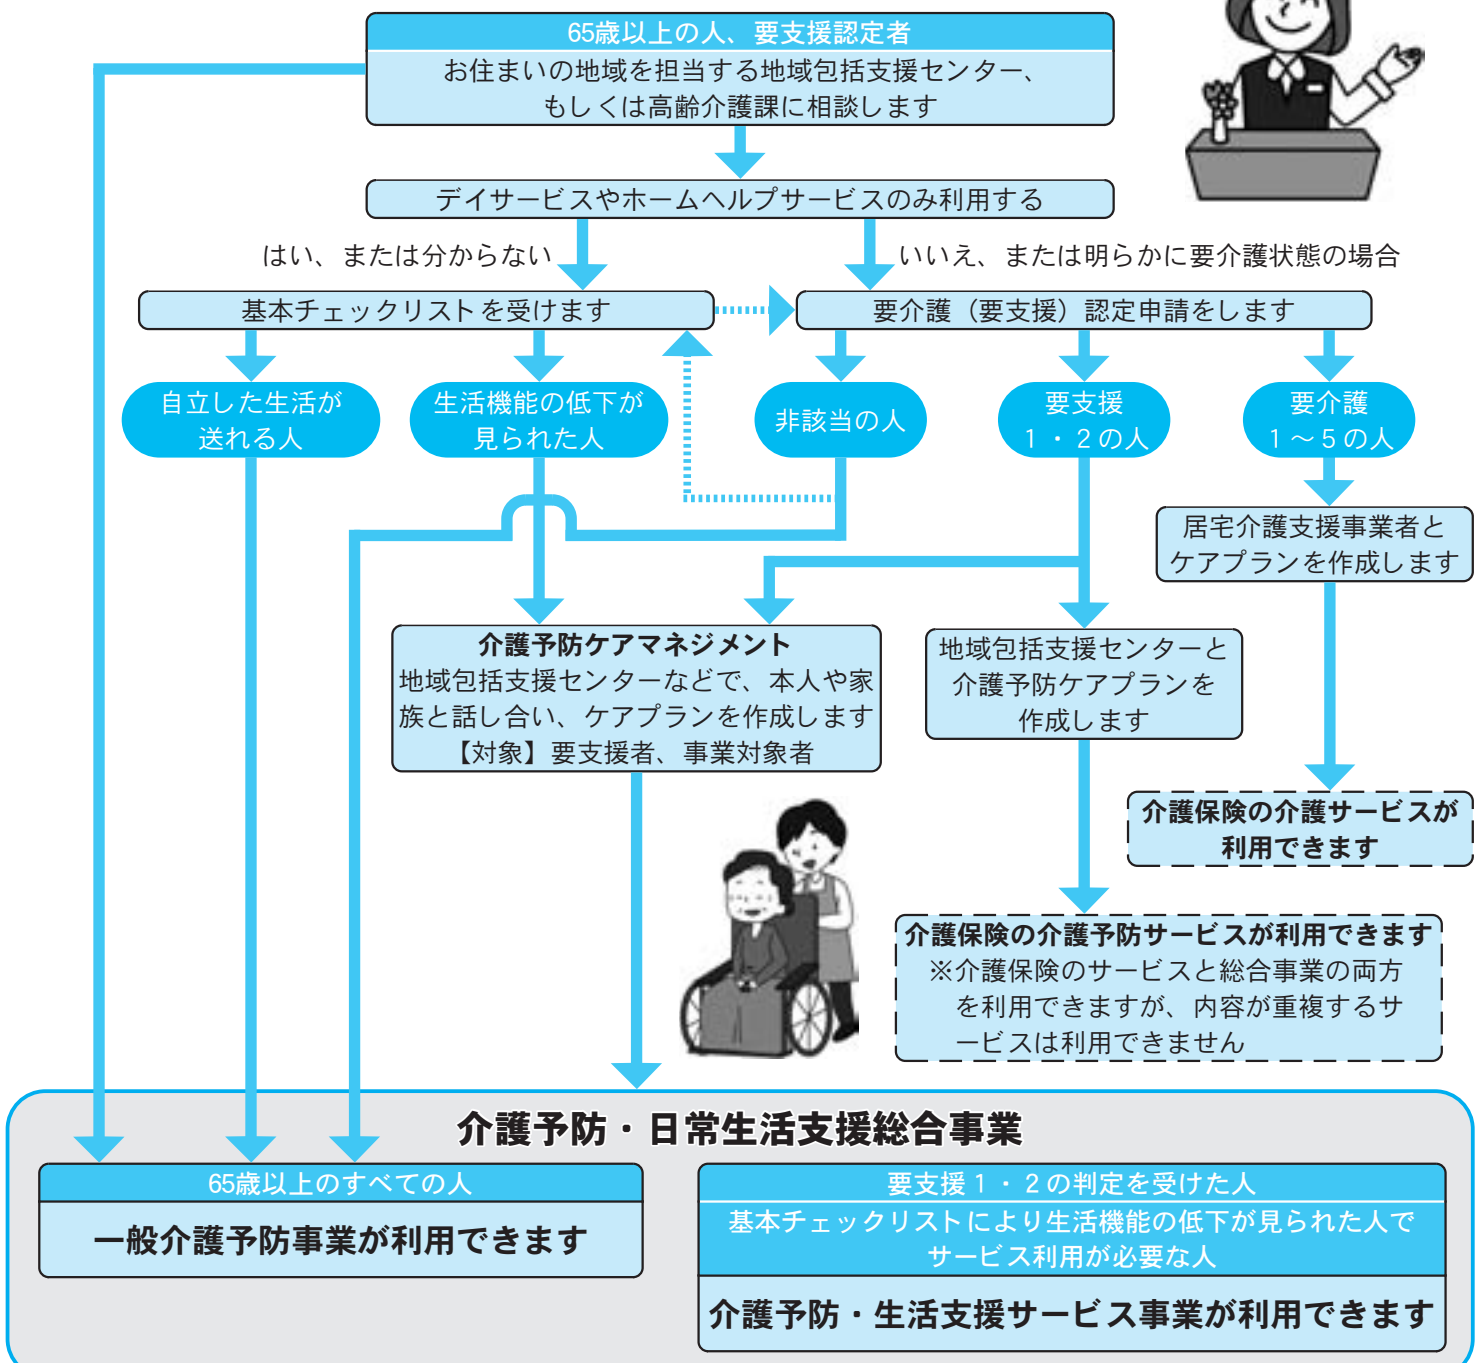 65歳以上の人、要支援認定者
お住まいの地域を担当する地域包括支援センター、
もしくは高齢介護課に相談します
デイサービスやホームヘルプサービスのみ利用する
はい、または分からない
いいえ、または明らかに要介護状態の場合
基本チェックリストを受けます
要介護（要支援）認定申請をします
自立した生活が
送れる人
生活機能の低下が
見られた人
非該当の人
要支援
１・２の人
要介護
１～５の人
居宅介護支援事業者と
ケアプランを作成します
介護予防ケアマネジメント
地域包括支援センターなどで、本人や家
族と話し合い、ケアプランを作成します
【対象】要支援者、事業対象者
地域包括支援センターと
介護予防ケアプランを
作成します
介護保険の介護サービスが
利用できます
介護保険の介護予防サービスが利用できます
※介護保険のサービスと総合事業の両方
を利用できますが、内容が重複するサ
ービスは利用できません
介護予防・日常生活支援総合事業
65歳以上のすべての人
一般介護予防事業が利用できます
要支援１・２の判定を受けた人
基本チェックリストにより生活機能の低下が見られた人で
サービス利用が必要な人
介護予防・生活支援サービス事業が利用できます